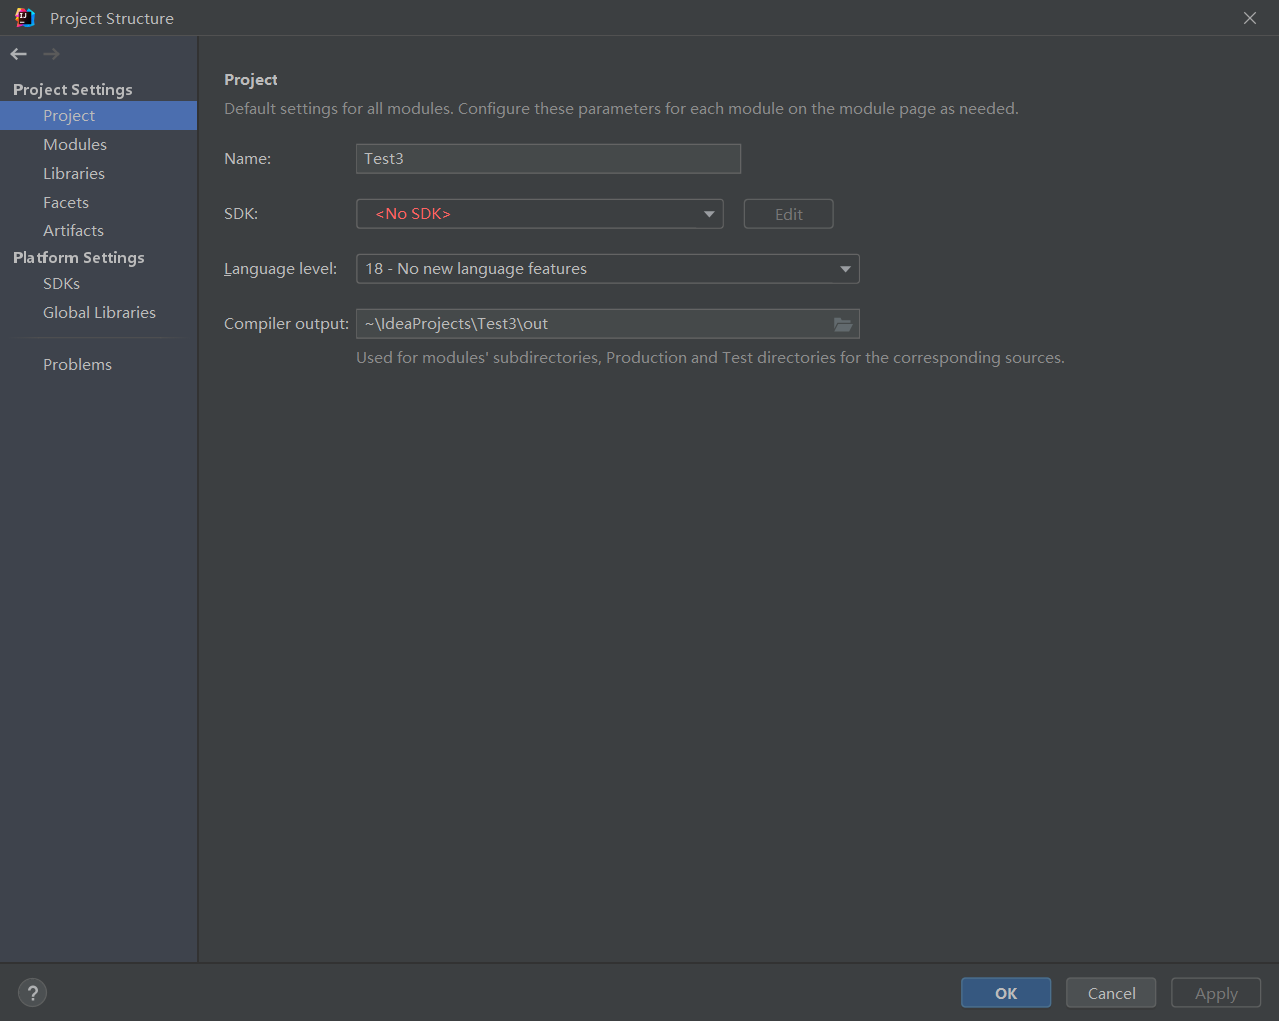 Project Structure
Project Settings
Project
Modules
Libraries
Facets
Artifacts
Platform Settings
SDKs
Global Libraries
Problems
Project
Default settings for all modules. Configure these parameters for each module on the module page as needed.
Name: Test3
SDK: <No SDK> Edit
Language level: 18 - No new language features
Compiler output: ~\IdeaProjects\Test3\out
Used for modules' subdirectories, Production and Test directories for the corresponding sources.
? OK Cancel Apply